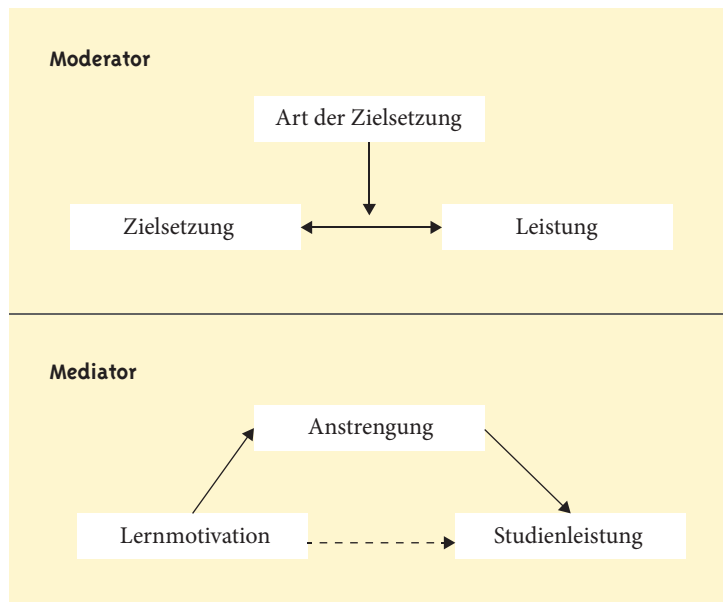 Moderator
Art der Zielsetzung
Zielsetzung
Leistung
Mediator
Anstrengung
Lernmotivation
Studienleistung